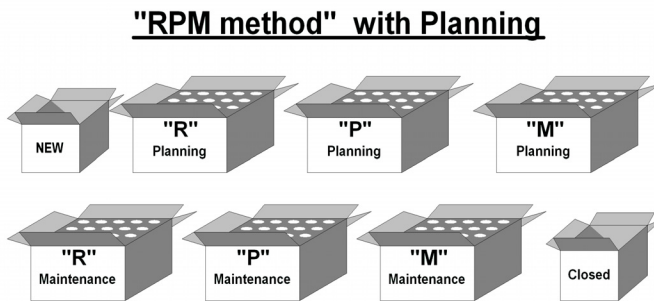 "RPM method" with Planning
NEW
"R"
Planning
"P"
Planning
"M"
Planning
"R"
Maintenance
"P"
Maintenance
"M"
Maintenance
Closed